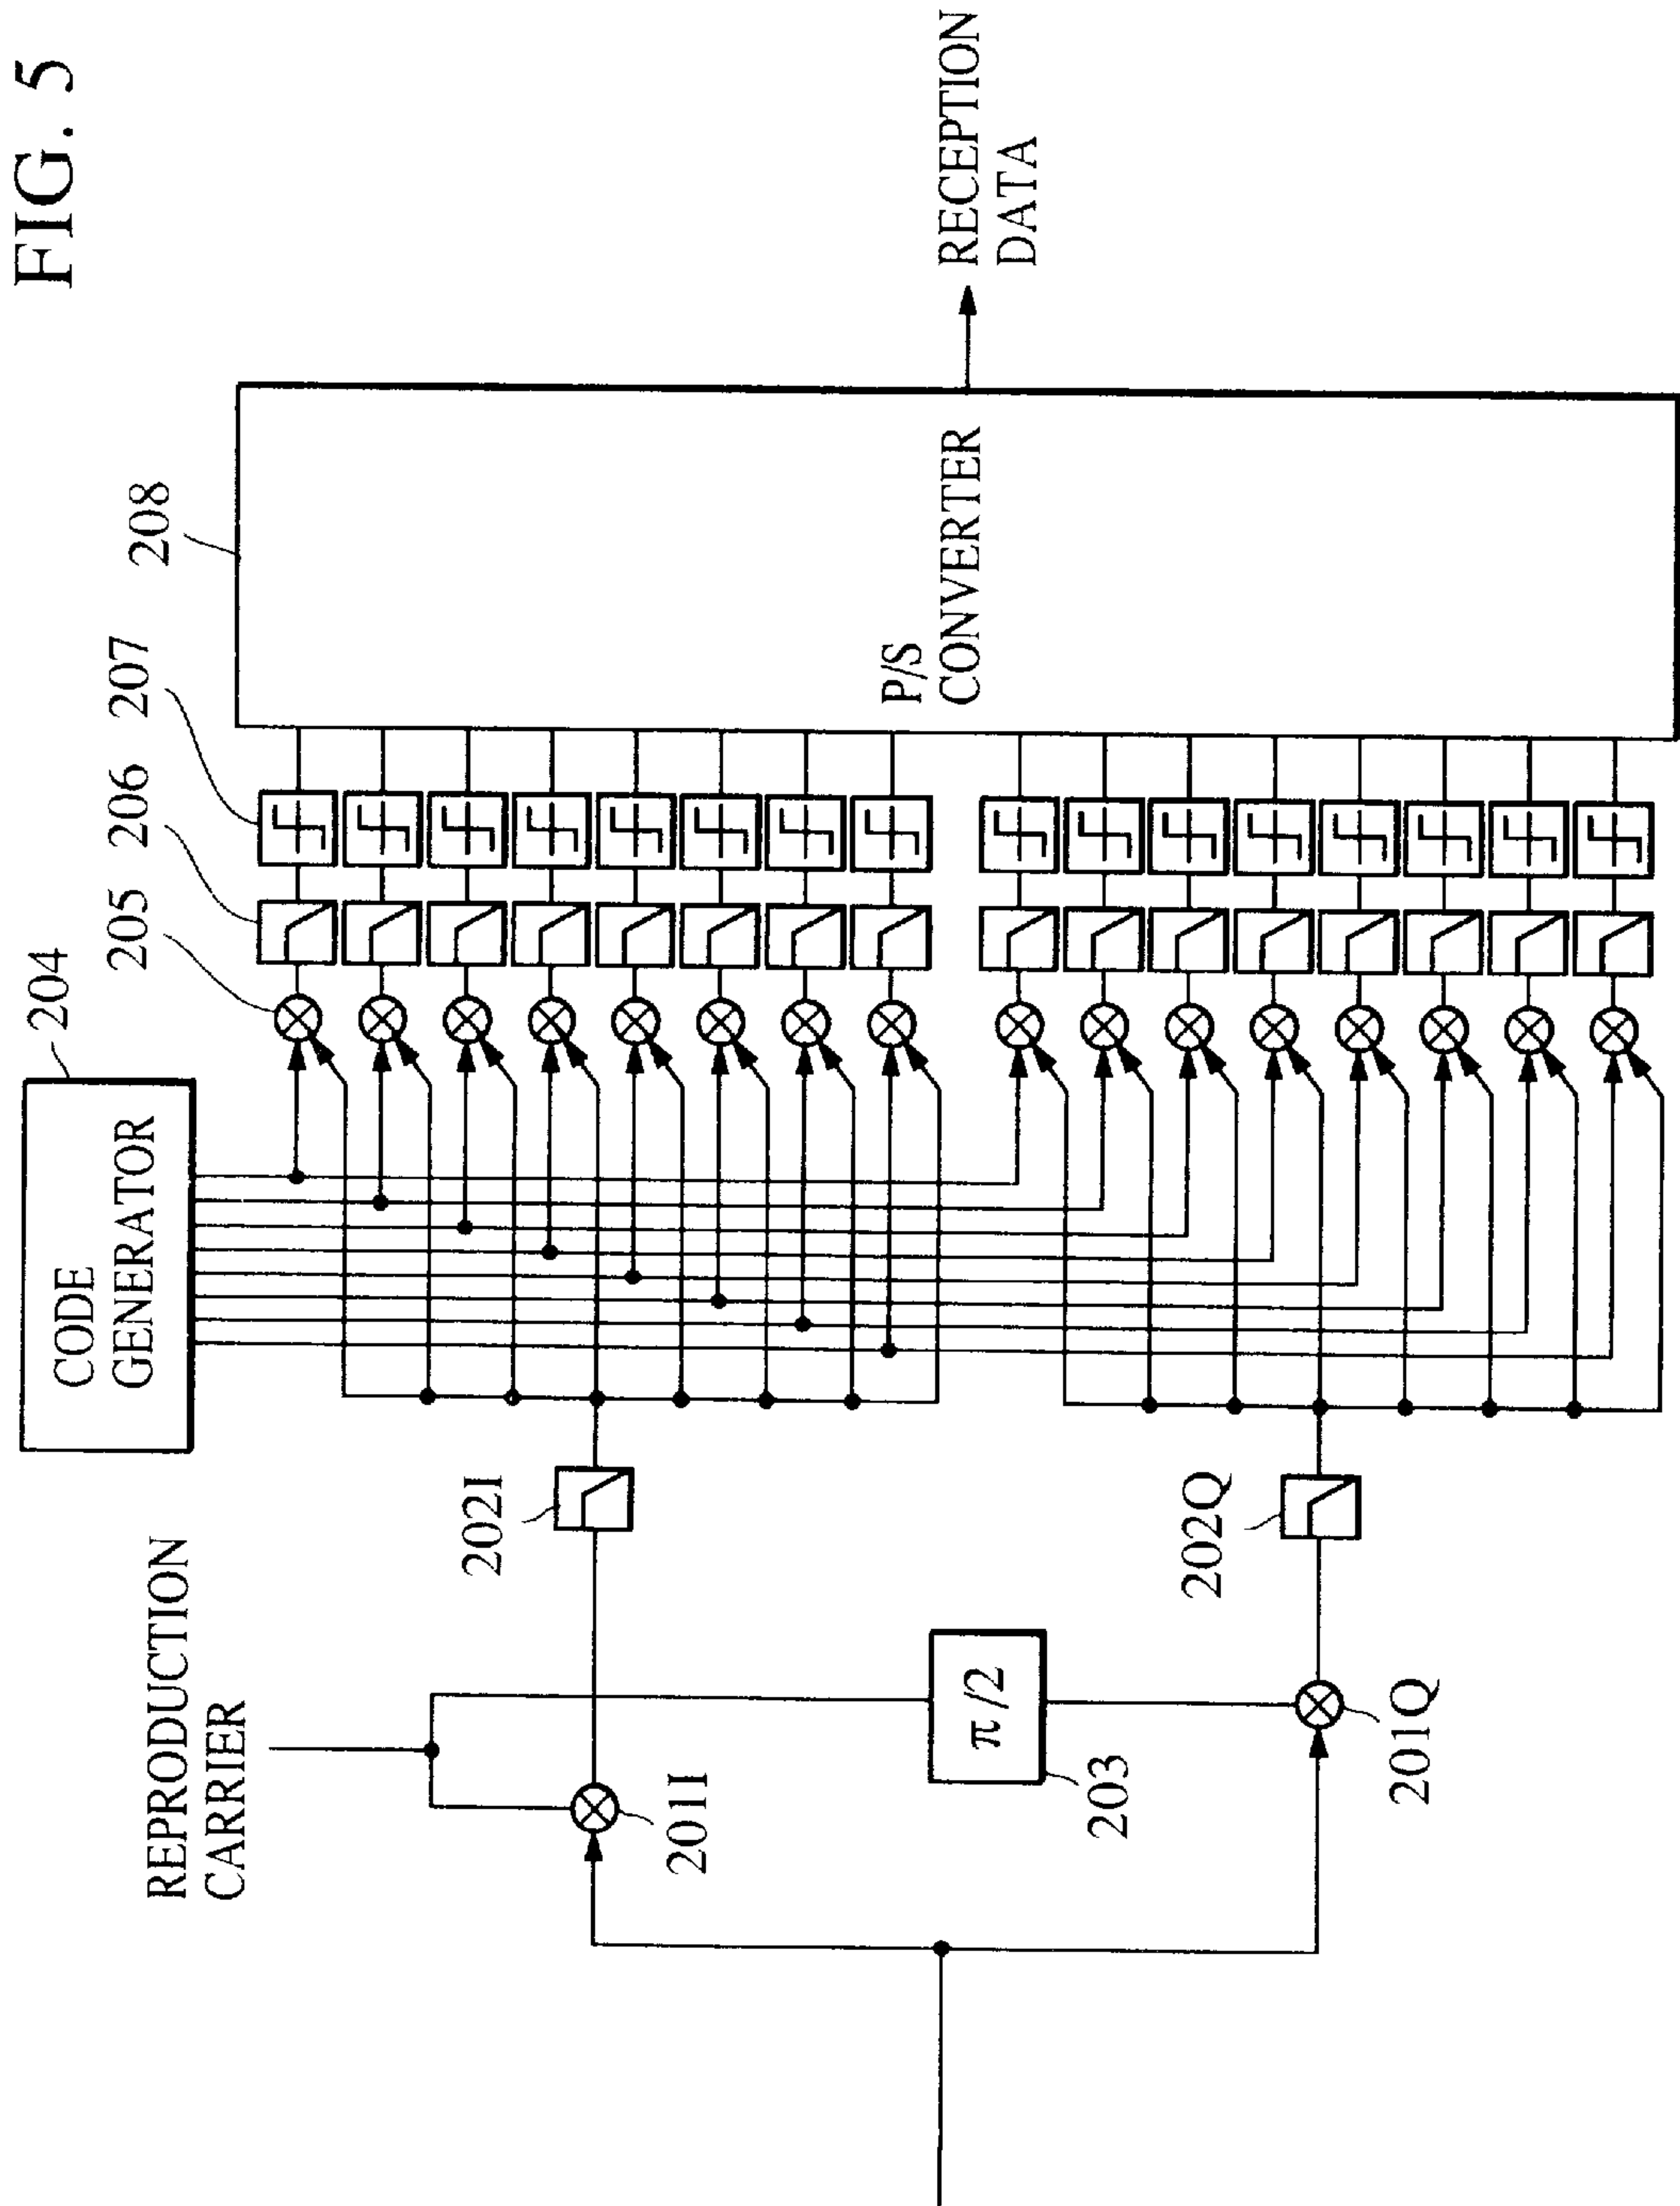 FIG. 5
REPRODUCTION
CARRIER
201I
202I
203
π/2
201Q
202Q
CODE
GENERATOR
204
205
206
207
208
P/S
CONVERTER
RECEPTION
DATA